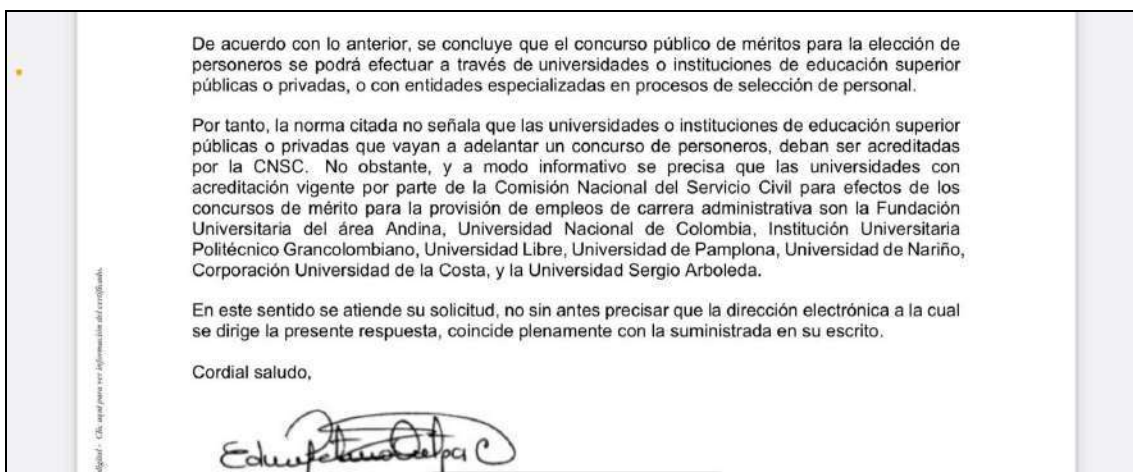 De acuerdo con lo anterior, se concluye que el concurso público de méritos para la elección de
personeros se podrá efectuar a través de universidades o instituciones de educación superior
públicas o privadas, o con entidades especializadas en procesos de selección de personal.
Por tanto, la norma citada no señala que las universidades o instituciones de educación superior
públicas o privadas que vayan a adelantar un concurso de personeros, deban ser acreditadas
por la CNSC. No obstante, y a modo informativo se precisa que las universidades con
acreditación vigente por parte de la Comisión Nacional del Servicio Civil para efectos de los
concursos de mérito para la provisión de empleos de carrera administrativa son la Fundación
Universitaria del área Andina, Universidad Nacional de Colombia, Institución Universitaria
Politécnico Grancolombiano, Universidad Libre, Universidad de Pamplona, Universidad de Nariño,
Corporación Universidad de la Costa, y la Universidad Sergio Arboleda.
En este sentido se atiende su solicitud, no sin antes precisar que la dirección electrónica a la cual
se dirige la presente respuesta, coincide plenamente con la suministrada en su escrito.
Cordial saludo,
digital - Clic aquí para ver información del certificado.